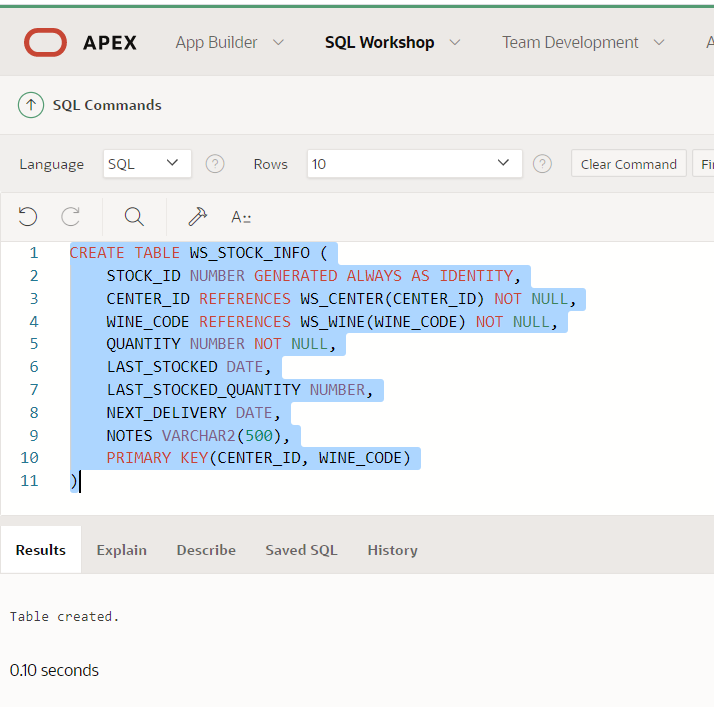 APEX App Builder SQL Workshop Team Development
SQL Commands
Language SQL ? Rows 10 ? Clear Command
1 CREATE TABLE WS_STOCK_INFO (
2 STOCK_ID NUMBER GENERATED ALWAYS AS IDENTITY,
3 CENTER_ID REFERENCES WS_CENTER(CENTER_ID) NOT NULL,
4 WINE_CODE REFERENCES WS_WINE(WINE_CODE) NOT NULL,
5 QUANTITY NUMBER NOT NULL,
6 LAST_STOCKED DATE,
7 LAST_STOCKED_QUANTITY NUMBER,
8 NEXT_DELIVERY DATE,
9 NOTES VARCHAR2(500),
10 PRIMARY KEY(CENTER_ID, WINE_CODE)
11 )
Results Explain Describe Saved SQL History
Table created.
0.10 seconds